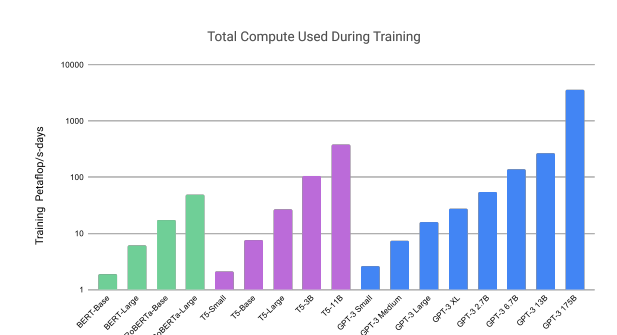 Total Compute Used During Training
Training Petaflop/s-days
10000
1000
100
10
1
BERT-Base
BERT-Large
RoBERTa-Base
RoBERTa-Large
T5-Small
T5-Base
T5-Large
T5-3B
T5-11B
GPT-3 Small
GPT-3 Medium
GPT-3 Large
GPT-3 XL
GPT-3 2.7B
GPT-3 6.7B
GPT-3 13B
GPT-3 175B